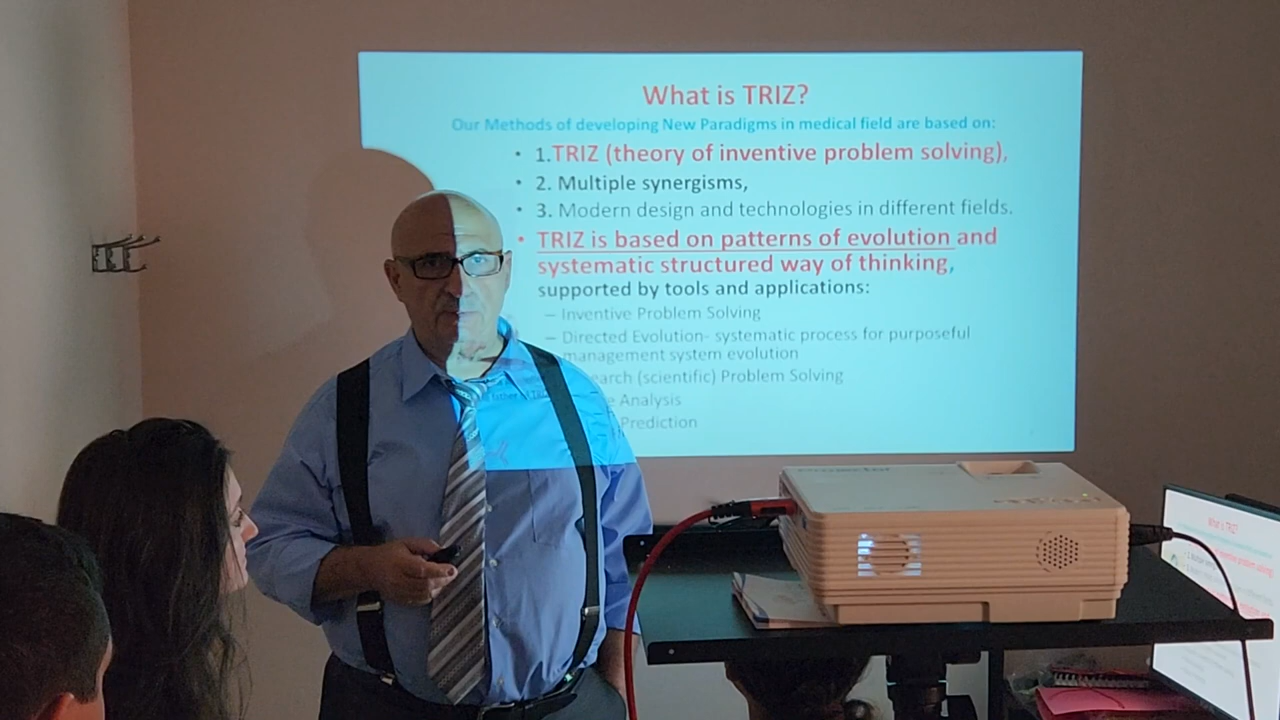 What is TRIZ?
Our Methods of developing New Paradigms in medical field are based on:
• 1.TRIZ (theory of inventive problem solving),
• 2. Multiple synergisms,
• 3. Modern design and technologies in different fields.
• TRIZ is based on patterns of evolution and
systematic structured way of thinking,
supported by tools and applications:
– Inventive Problem Solving
– Directed Evolution- systematic process for purposeful
management system evolution
(scientific) Problem Solving
Analysis
Prediction
Projector
What is TRIZ?